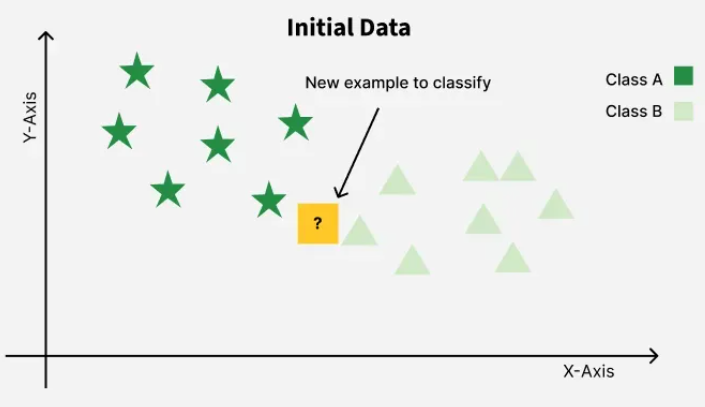 Initial Data
New example to classify
Class A
Class B
Y-Axis
?
X-Axis